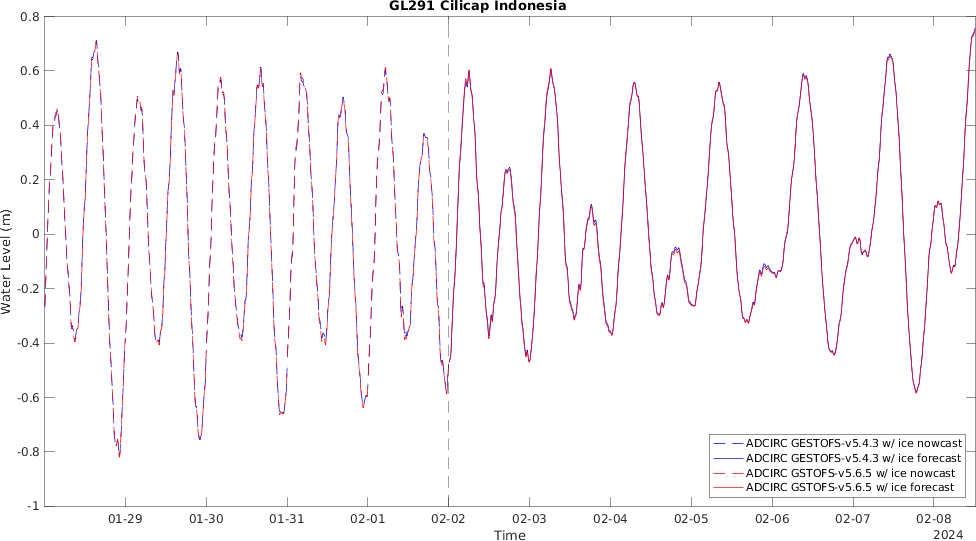 GL291 Cilicap Indonesia
0.8
0.6
0.4
0.2
0
-0.2
-0.4
-0.6
-0.8
-1
Water Level (m)
ADCIRC GESTOFS-v5.4.3 w/ ice nowcast
ADCIRC GESTOFS-v5.4.3 w/ ice forecast
ADCIRC GSTOFS-v5.6.5 w/ ice nowcast
ADCIRC GSTOFS-v5.6.5 w/ ice forecast
01-29 01-30 01-31 02-01 02-02 02-03 02-04 02-05 02-06 02-07 02-08
Time
2024